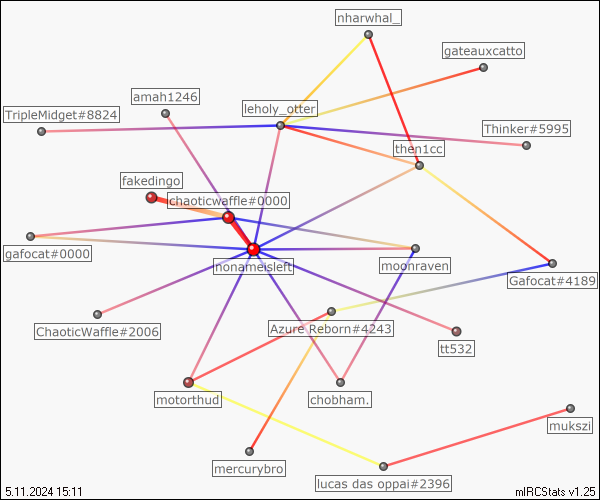 nharwhal_
gateauxcatto
amah1246
leholy_otter
TripleMidget#8824
Thinker#5995
then1cc
fakedingo
chaoticwaffle#0000
gafocat#0000
nonameisleft
moonraven
Gafocat#4189
ChaoticWaffle#2006
Azure Reborn#4243
tt532
motorthud
chobham.
mukszi
mercurybro
lucas das oppai#2396
5.11.2024 15:11
mIRCStats v1.25